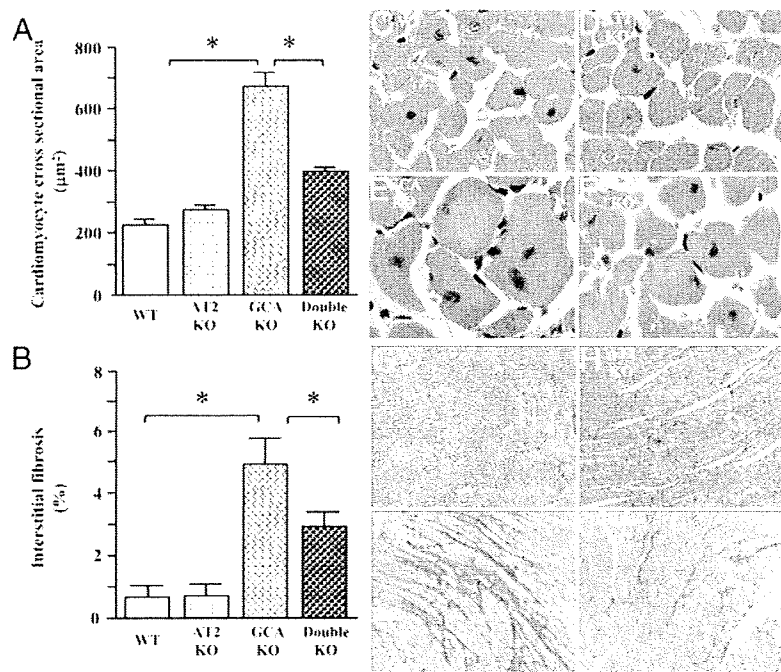 A
Cardiomyocyte cross sectional area
(µm²)
800
600
400
200
0
* *
WT
AT2
KO
GCA
KO
Double
KO
B
Interstitial fibrosis
(%)
8
6
4
2
0
* *
WT
AT2
KO
GCA
KO
Double
KO